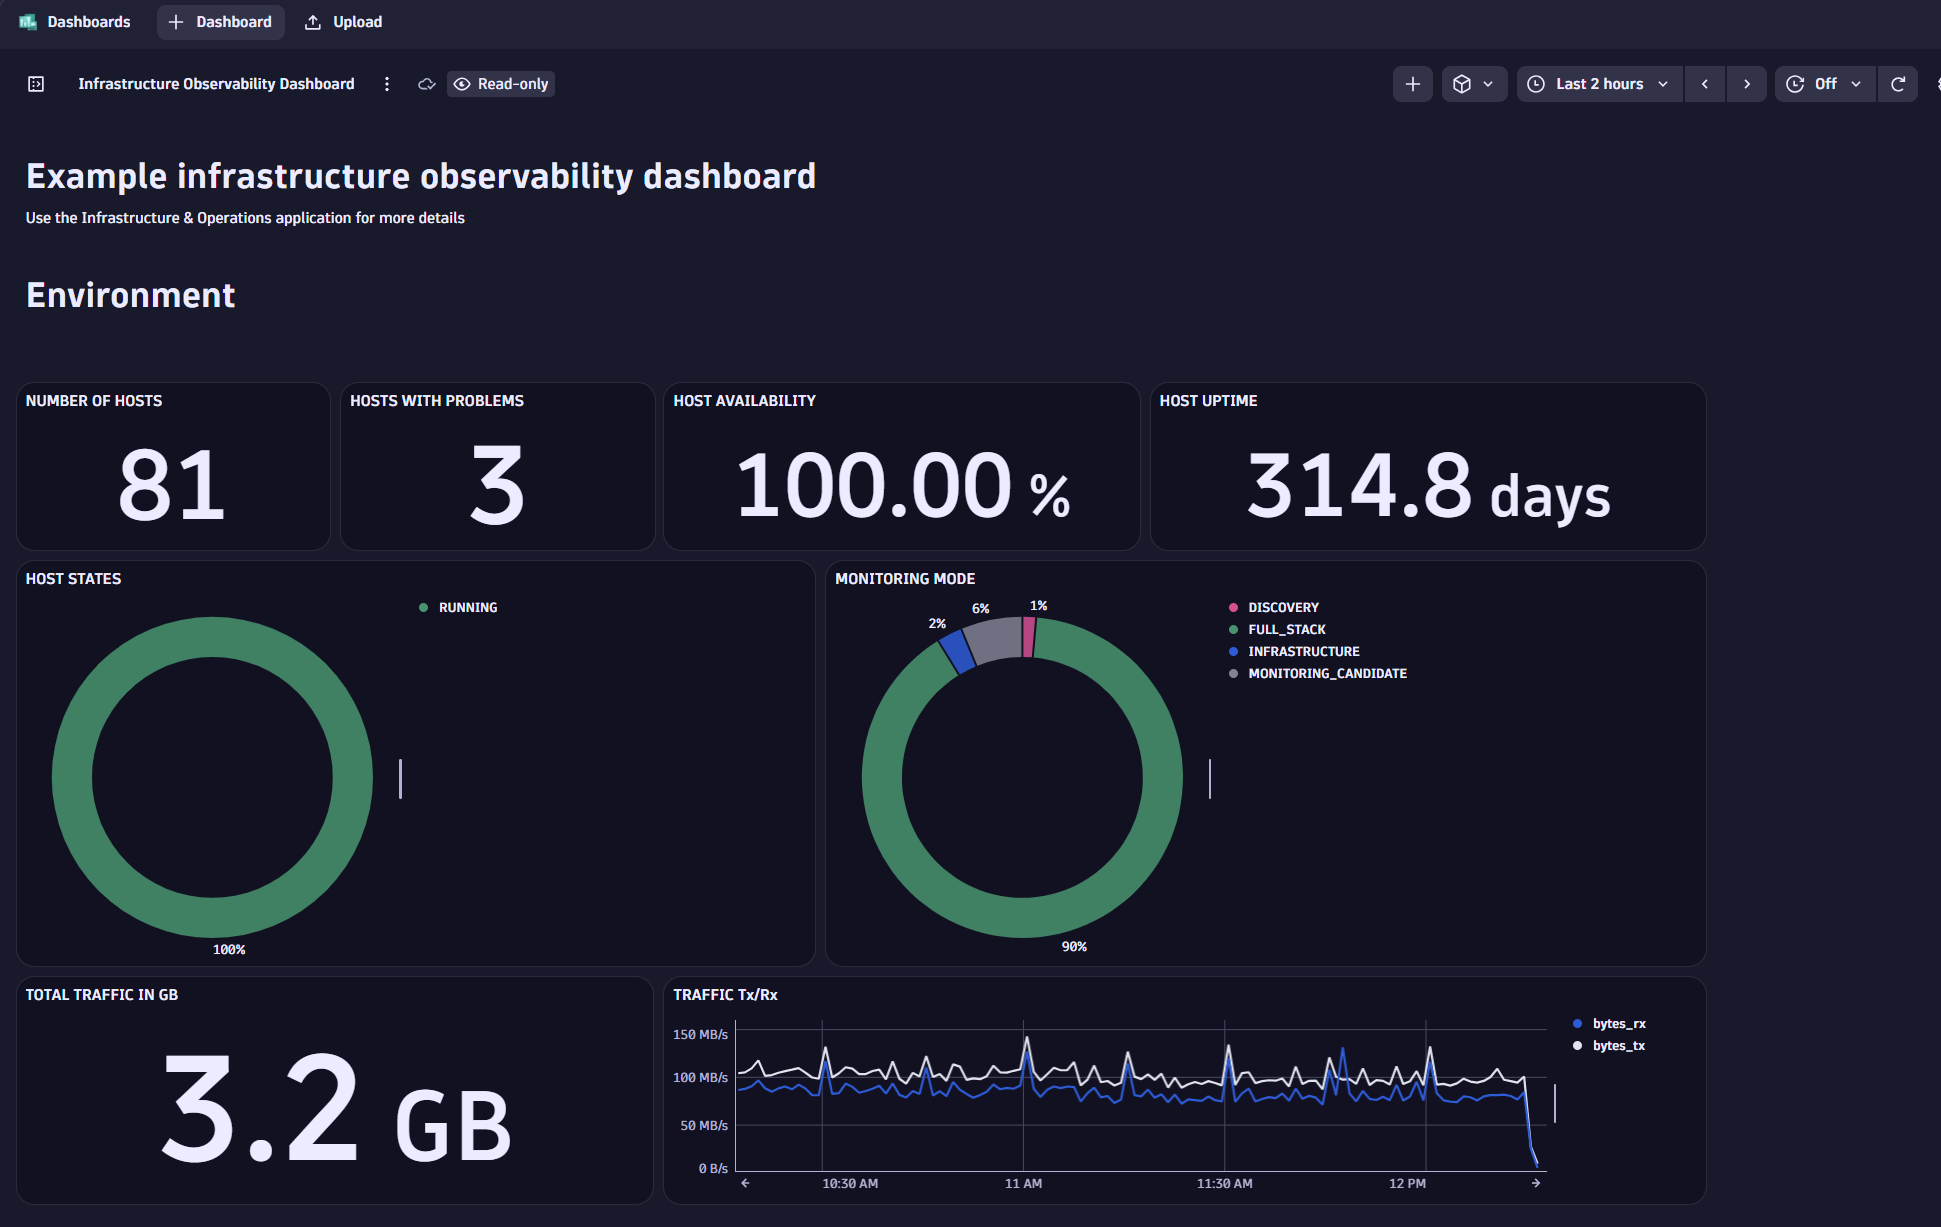 Dashboards
Dashboard
Upload
Infrastructure Observability Dashboard
Read-only
Last 2 hours
Off
Example infrastructure observability dashboard
Use the Infrastructure & Operations application for more details
Environment
NUMBER OF HOSTS
81
HOSTS WITH PROBLEMS
3
HOST AVAILABILITY
100.00 %
HOST UPTIME
314.8 days
HOST STATES
RUNNING
100%
MONITORING MODE
2%
6%
1%
90%
DISCOVERY
FULL_STACK
INFRASTRUCTURE
MONITORING_CANDIDATE
TOTAL TRAFFIC IN GB
3.2 GB
TRAFFIC Tx/Rx
150 MB/s
100 MB/s
50 MB/s
0 B/s
10:30 AM
11 AM
11:30 AM
12 PM
bytes_rx
bytes_tx